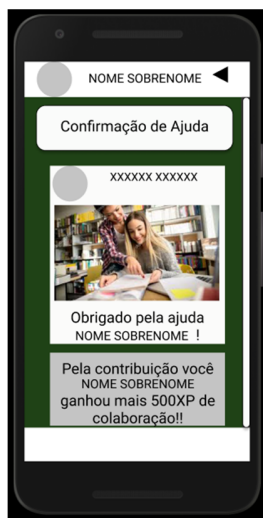 NOME SOBRENOME
Confirmação de Ajuda
XXXXXX XXXXXX
Obrigado pela ajuda
NOME SOBRENOME !
Pela contribuição você
NOME SOBRENOME
ganhou mais 500XP de
colaboração!!